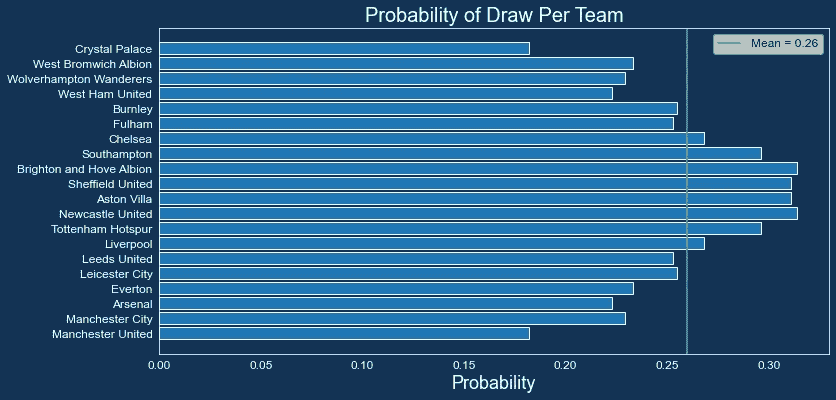 Probability of Draw Per Team
Mean = 0.26
Crystal Palace
West Bromwich Albion
Wolverhampton Wanderers
West Ham United
Burnley
Fulham
Chelsea
Southampton
Brighton and Hove Albion
Sheffield United
Aston Villa
Newcastle United
Tottenham Hotspur
Liverpool
Leeds United
Leicester City
Everton
Arsenal
Manchester City
Manchester United
0.00 0.05 0.10 0.15 0.20 0.25 0.30
Probability